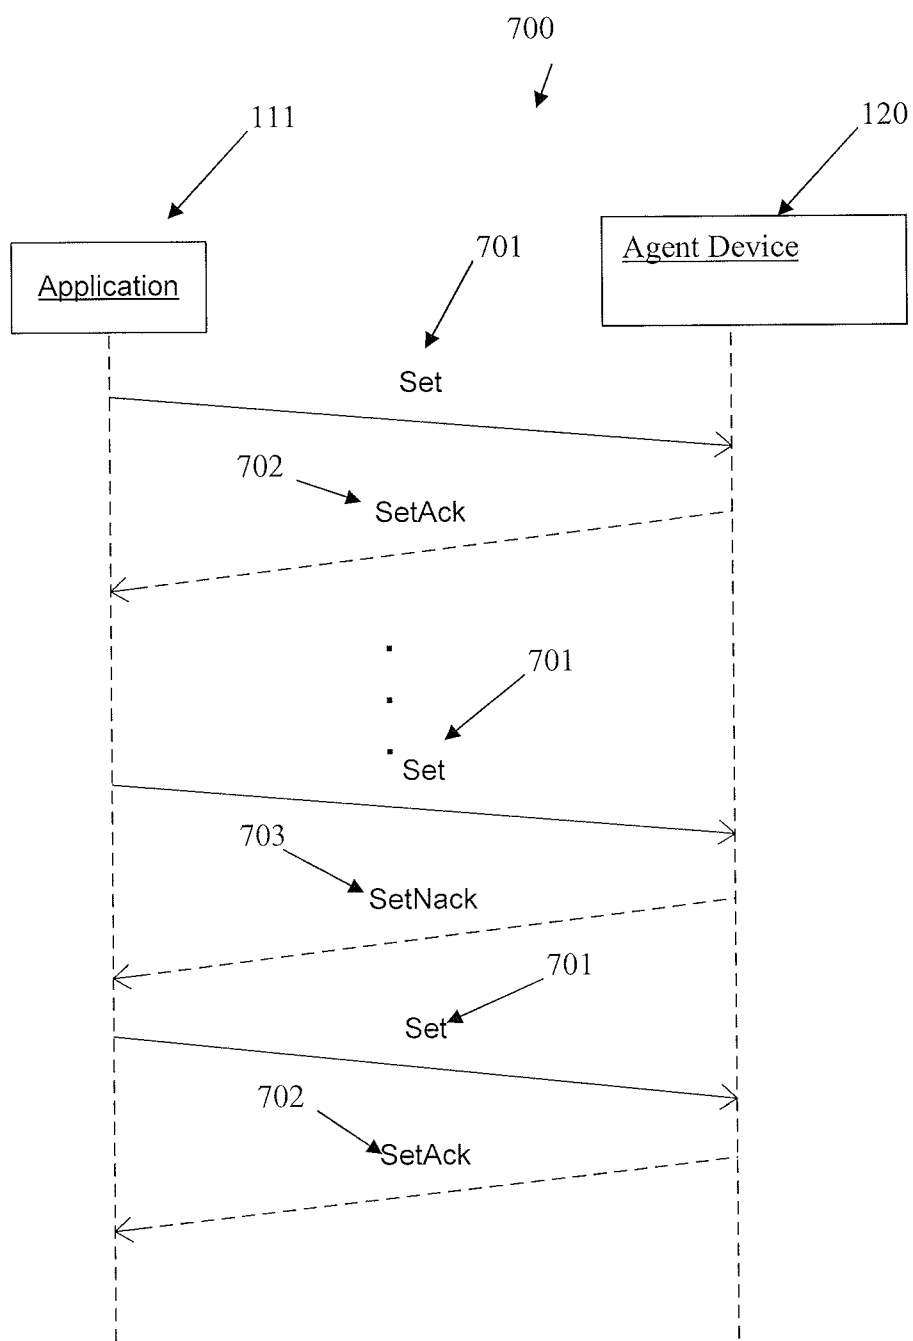 700
111
120
701
Application
Agent Device
Set
702
SetAck
701
Set
703
SetNack
701
Set
702
SetAck